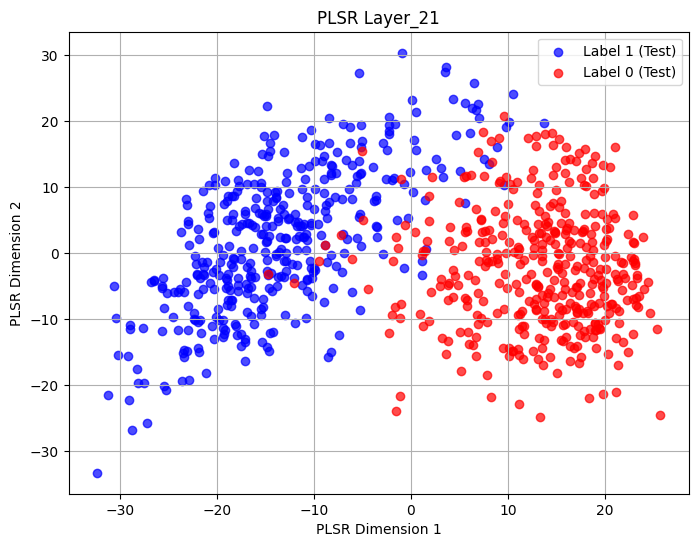 PLSR Layer_21
Label 1 (Test)
Label 0 (Test)
30
20
10
0
−10
−20
−30
PLSR Dimension 2
−30
−20
−10
0
10
20
PLSR Dimension 1